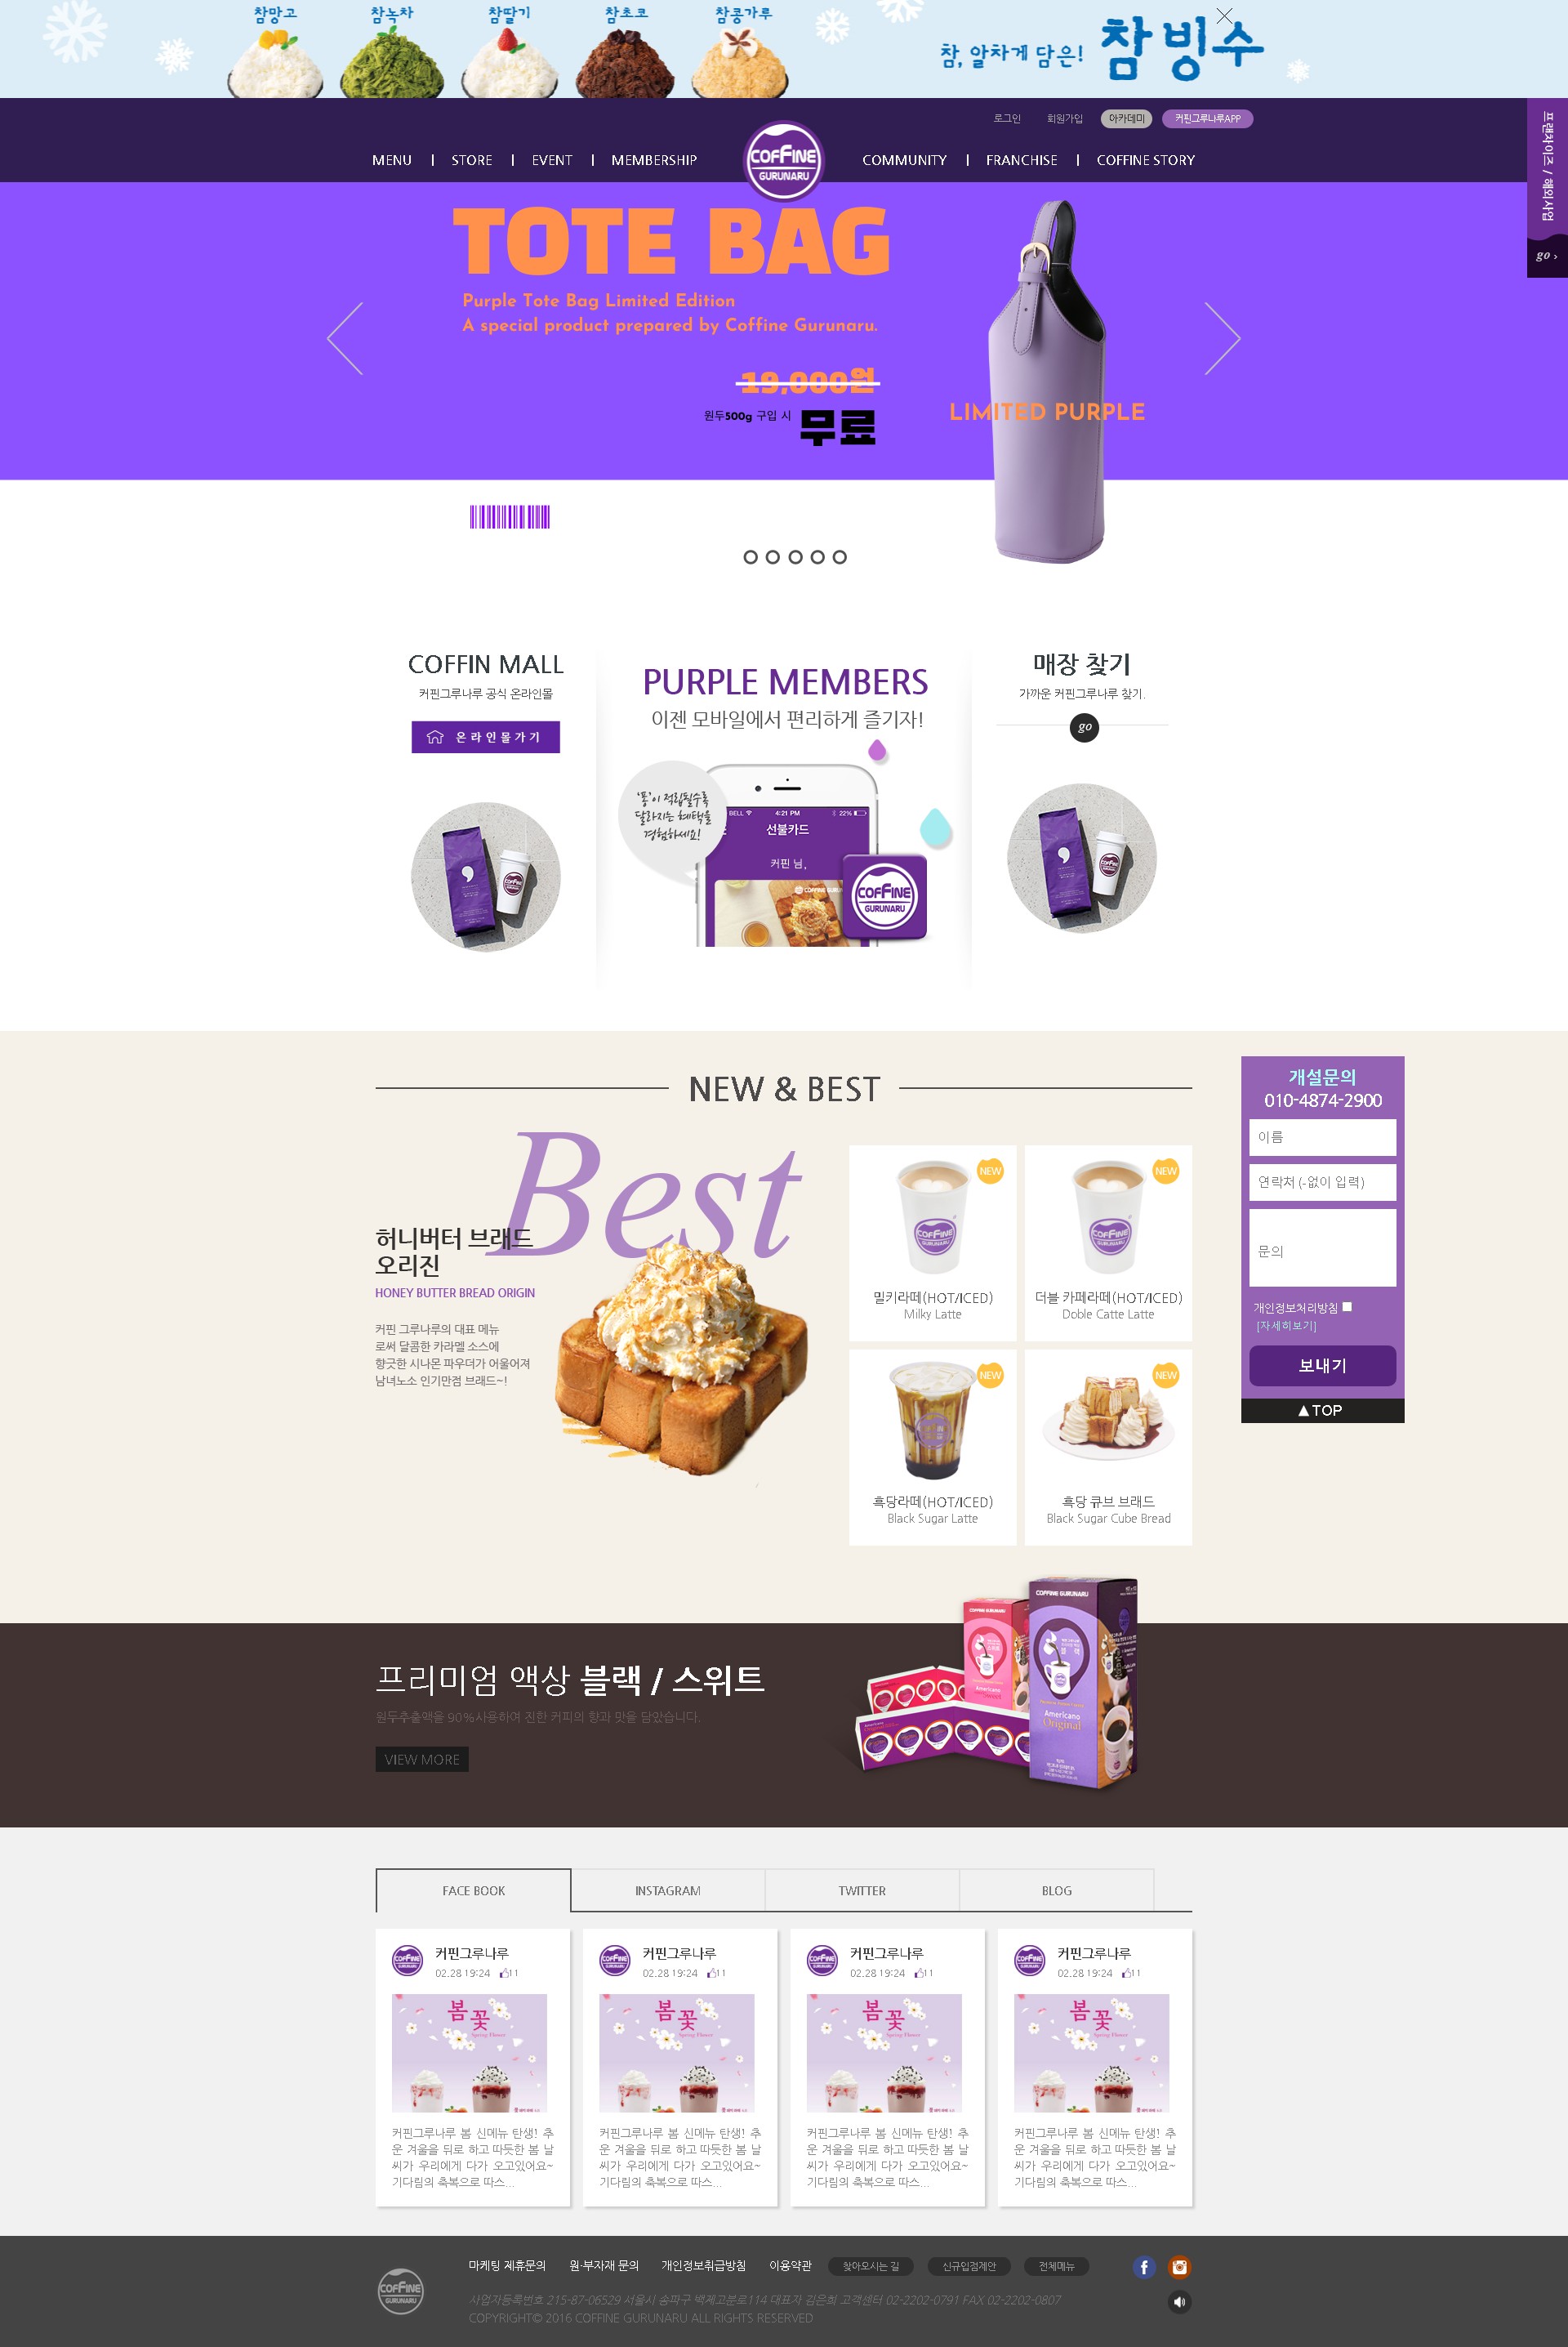 참망고
참녹차
참딸기
참초코
참콩가루
참, 알차게 담은!
참빙수
로그인
회원가입
아카데미
커핀그루나루APP
MENU
STORE
EVENT
MEMBERSHIP
COFFINE
GURUNARU
COMMUNITY
FRANCHISE
COFFINE STORY
프랜차이즈 / 해외사업
go ›
TOTE BAG
Purple Tote Bag Limited Edition
A special product prepared by Coffine Gurunaru.
19,000원
원두500g 구입 시 무료
LIMITED PURPLE
COFFIN MALL
커핀그루나루 공식 온라인몰
온라인몰가기
PURPLE MEMBERS
이젠 모바일에서 편리하게 즐기자!
'퐁'이 적립될수록
달라지는 혜택을
경험하세요!
BELL
4:21 PM
22%
선불카드
커핀 님,
COFFINE
GURUNARU
매장 찾기
가까운 커핀그루나루 찾기.
go
NEW & BEST
Best
허니버터 브래드
오리진
HONEY BUTTER BREAD ORIGIN
커핀 그루나루의 대표 메뉴
로써 달콤한 카라멜 소스에
향긋한 시나몬 파우더가 어울어져
남녀노소 인기만점 브래드~!
NEW
밀키라떼(HOT/ICED)
Milky Latte
NEW
더블 카페라떼(HOT/ICED)
Doble Catte Latte
NEW
흑당라떼(HOT/ICED)
Black Sugar Latte
NEW
흑당 큐브 브래드
Black Sugar Cube Bread
개설문의
010-4874-2900
이름
연락처 (-없이 입력)
문의
개인정보처리방침
[자세히보기]
보내기
▲TOP
프리미엄 액상 블랙 / 스위트
원두추출액을 90%사용하여 진한 커피의 향과 맛을 담았습니다.
VIEW MORE
COFFINE GURUNARU
Americano
COFFINE GURUNARU
Americano
Original
FACE BOOK
INSTAGRAM
TWITTER
BLOG
커핀그루나루
02.28 19:24 11
봄꽃
Spring Flower
커핀그루나루 봄 신메뉴 탄생! 추
운 겨울을 뒤로 하고 따듯한 봄 날
씨가 우리에게 다가 오고있어요~
기다림의 축복으로 따스...
커핀그루나루
02.28 19:24 11
봄꽃
Spring Flower
커핀그루나루 봄 신메뉴 탄생! 추
운 겨울을 뒤로 하고 따듯한 봄 날
씨가 우리에게 다가 오고있어요~
기다림의 축복으로 따스...
커핀그루나루
02.28 19:24 11
봄꽃
Spring Flower
커핀그루나루 봄 신메뉴 탄생! 추
운 겨울을 뒤로 하고 따듯한 봄 날
씨가 우리에게 다가 오고있어요~
기다림의 축복으로 따스...
커핀그루나루
02.28 19:24 11
봄꽃
Spring Flower
커핀그루나루 봄 신메뉴 탄생! 추
운 겨울을 뒤로 하고 따듯한 봄 날
씨가 우리에게 다가 오고있어요~
기다림의 축복으로 따스...
COFFINE
GURUNARU
마케팅 제휴문의
원·부자재 문의
개인정보취급방침
이용약관
찾아오시는 길
신규입점제안
전체메뉴
사업자등록번호 215-87-06529 서울시 송파구 백제고분로114 대표자 김은희 고객센터 02-2202-0791 FAX 02-2202-0807
COPYRIGHT© 2016 COFFINE GURUNARU ALL RIGHTS RESERVED